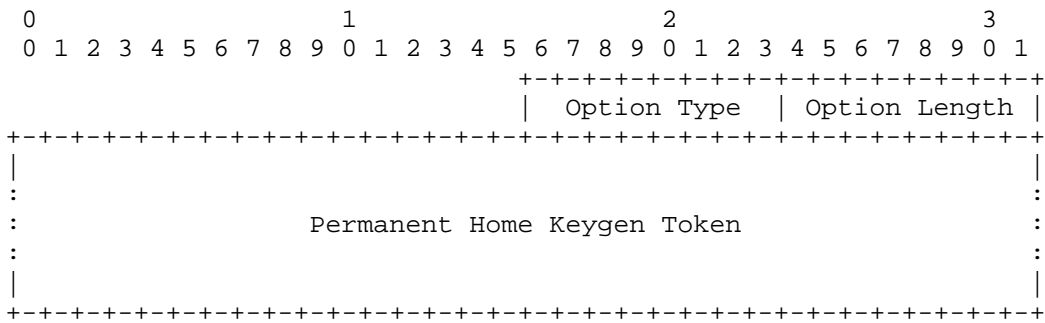 0                   1                   2                   3
 0 1 2 3 4 5 6 7 8 9 0 1 2 3 4 5 6 7 8 9 0 1 2 3 4 5 6 7 8 9 0 1
                                +-+-+-+-+-+-+-+-+-+-+-+-+-+-+-+-+
                                |  Option Type  | Option Length |
+-+-+-+-+-+-+-+-+-+-+-+-+-+-+-+-+-+-+-+-+-+-+-+-+-+-+-+-+-+-+-+-+
|                                                               |
:                                                               :
:                  Permanent Home Keygen Token                  :
:                                                               :
|                                                               |
+-+-+-+-+-+-+-+-+-+-+-+-+-+-+-+-+-+-+-+-+-+-+-+-+-+-+-+-+-+-+-+-+